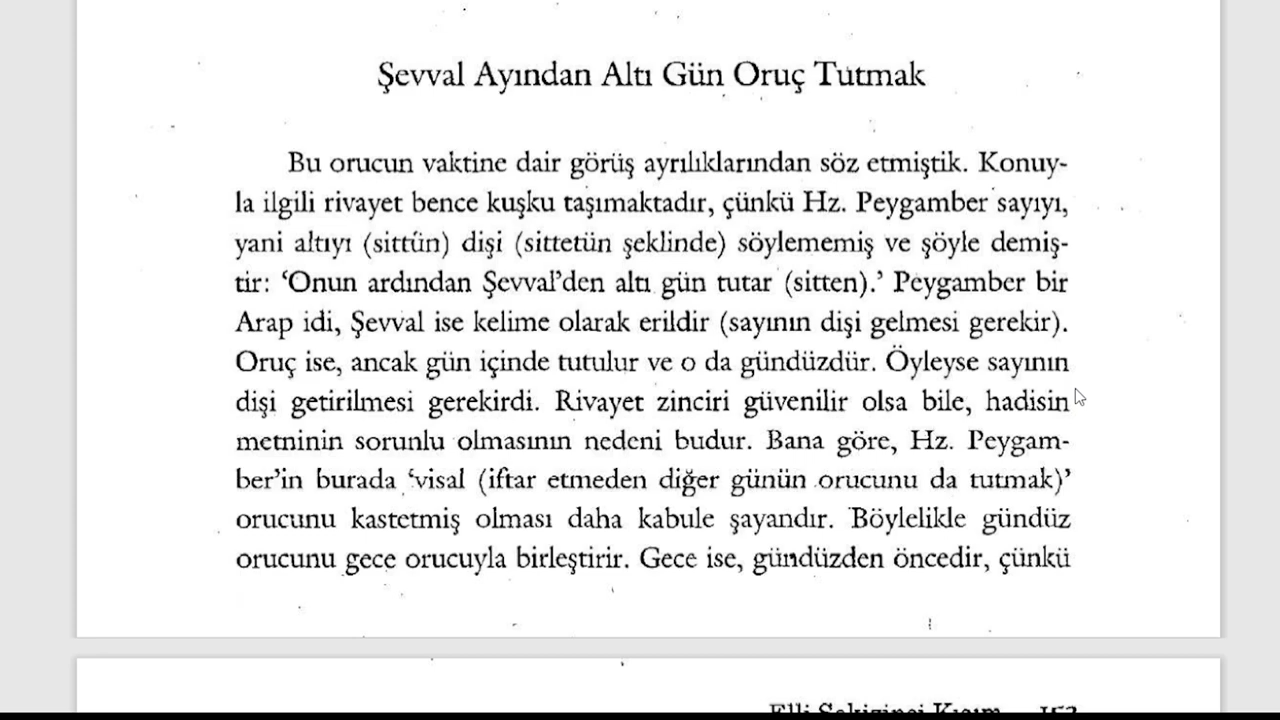 Şevval Ayından Altı Gün Oruç Tutmak
Bu orucun vaktine dair görüş ayrılıklarından söz etmiştik. Konuy-
la ilgili rivayet bence kuşku taşımaktadır, çünkü Hz. Peygamber sayıyı,
yani altıyı (sittün) dişi (sittetün şeklinde) söylememiş ve şöyle demiş-
tir: ‘Onun ardından Şevval’den altı gün tutar (sitten).’ Peygamber bir
Arap idi, Şevval ise kelime olarak erildir (sayının dişi gelmesi gerekir).
Oruç ise, ancak gün içinde tutulur ve o da gündüzdür. Öyleyse sayının
dişi getirilmesi gerekirdi. Rivayet zinciri güvenilir olsa bile, hadisin
metninin sorunlu olmasının nedeni budur. Bana göre, Hz. Peygam-
ber’in burada ‘visal (iftar etmeden diğer günün orucunu da tutmak)’
orucunu kastetmiş olması daha kabule şayandır. Böylelikle gündüz
orucunu gece orucuyla birleştirir. Gece ise, gündüzden öncedir, çünkü
Elli Sekizinci Kısım 153